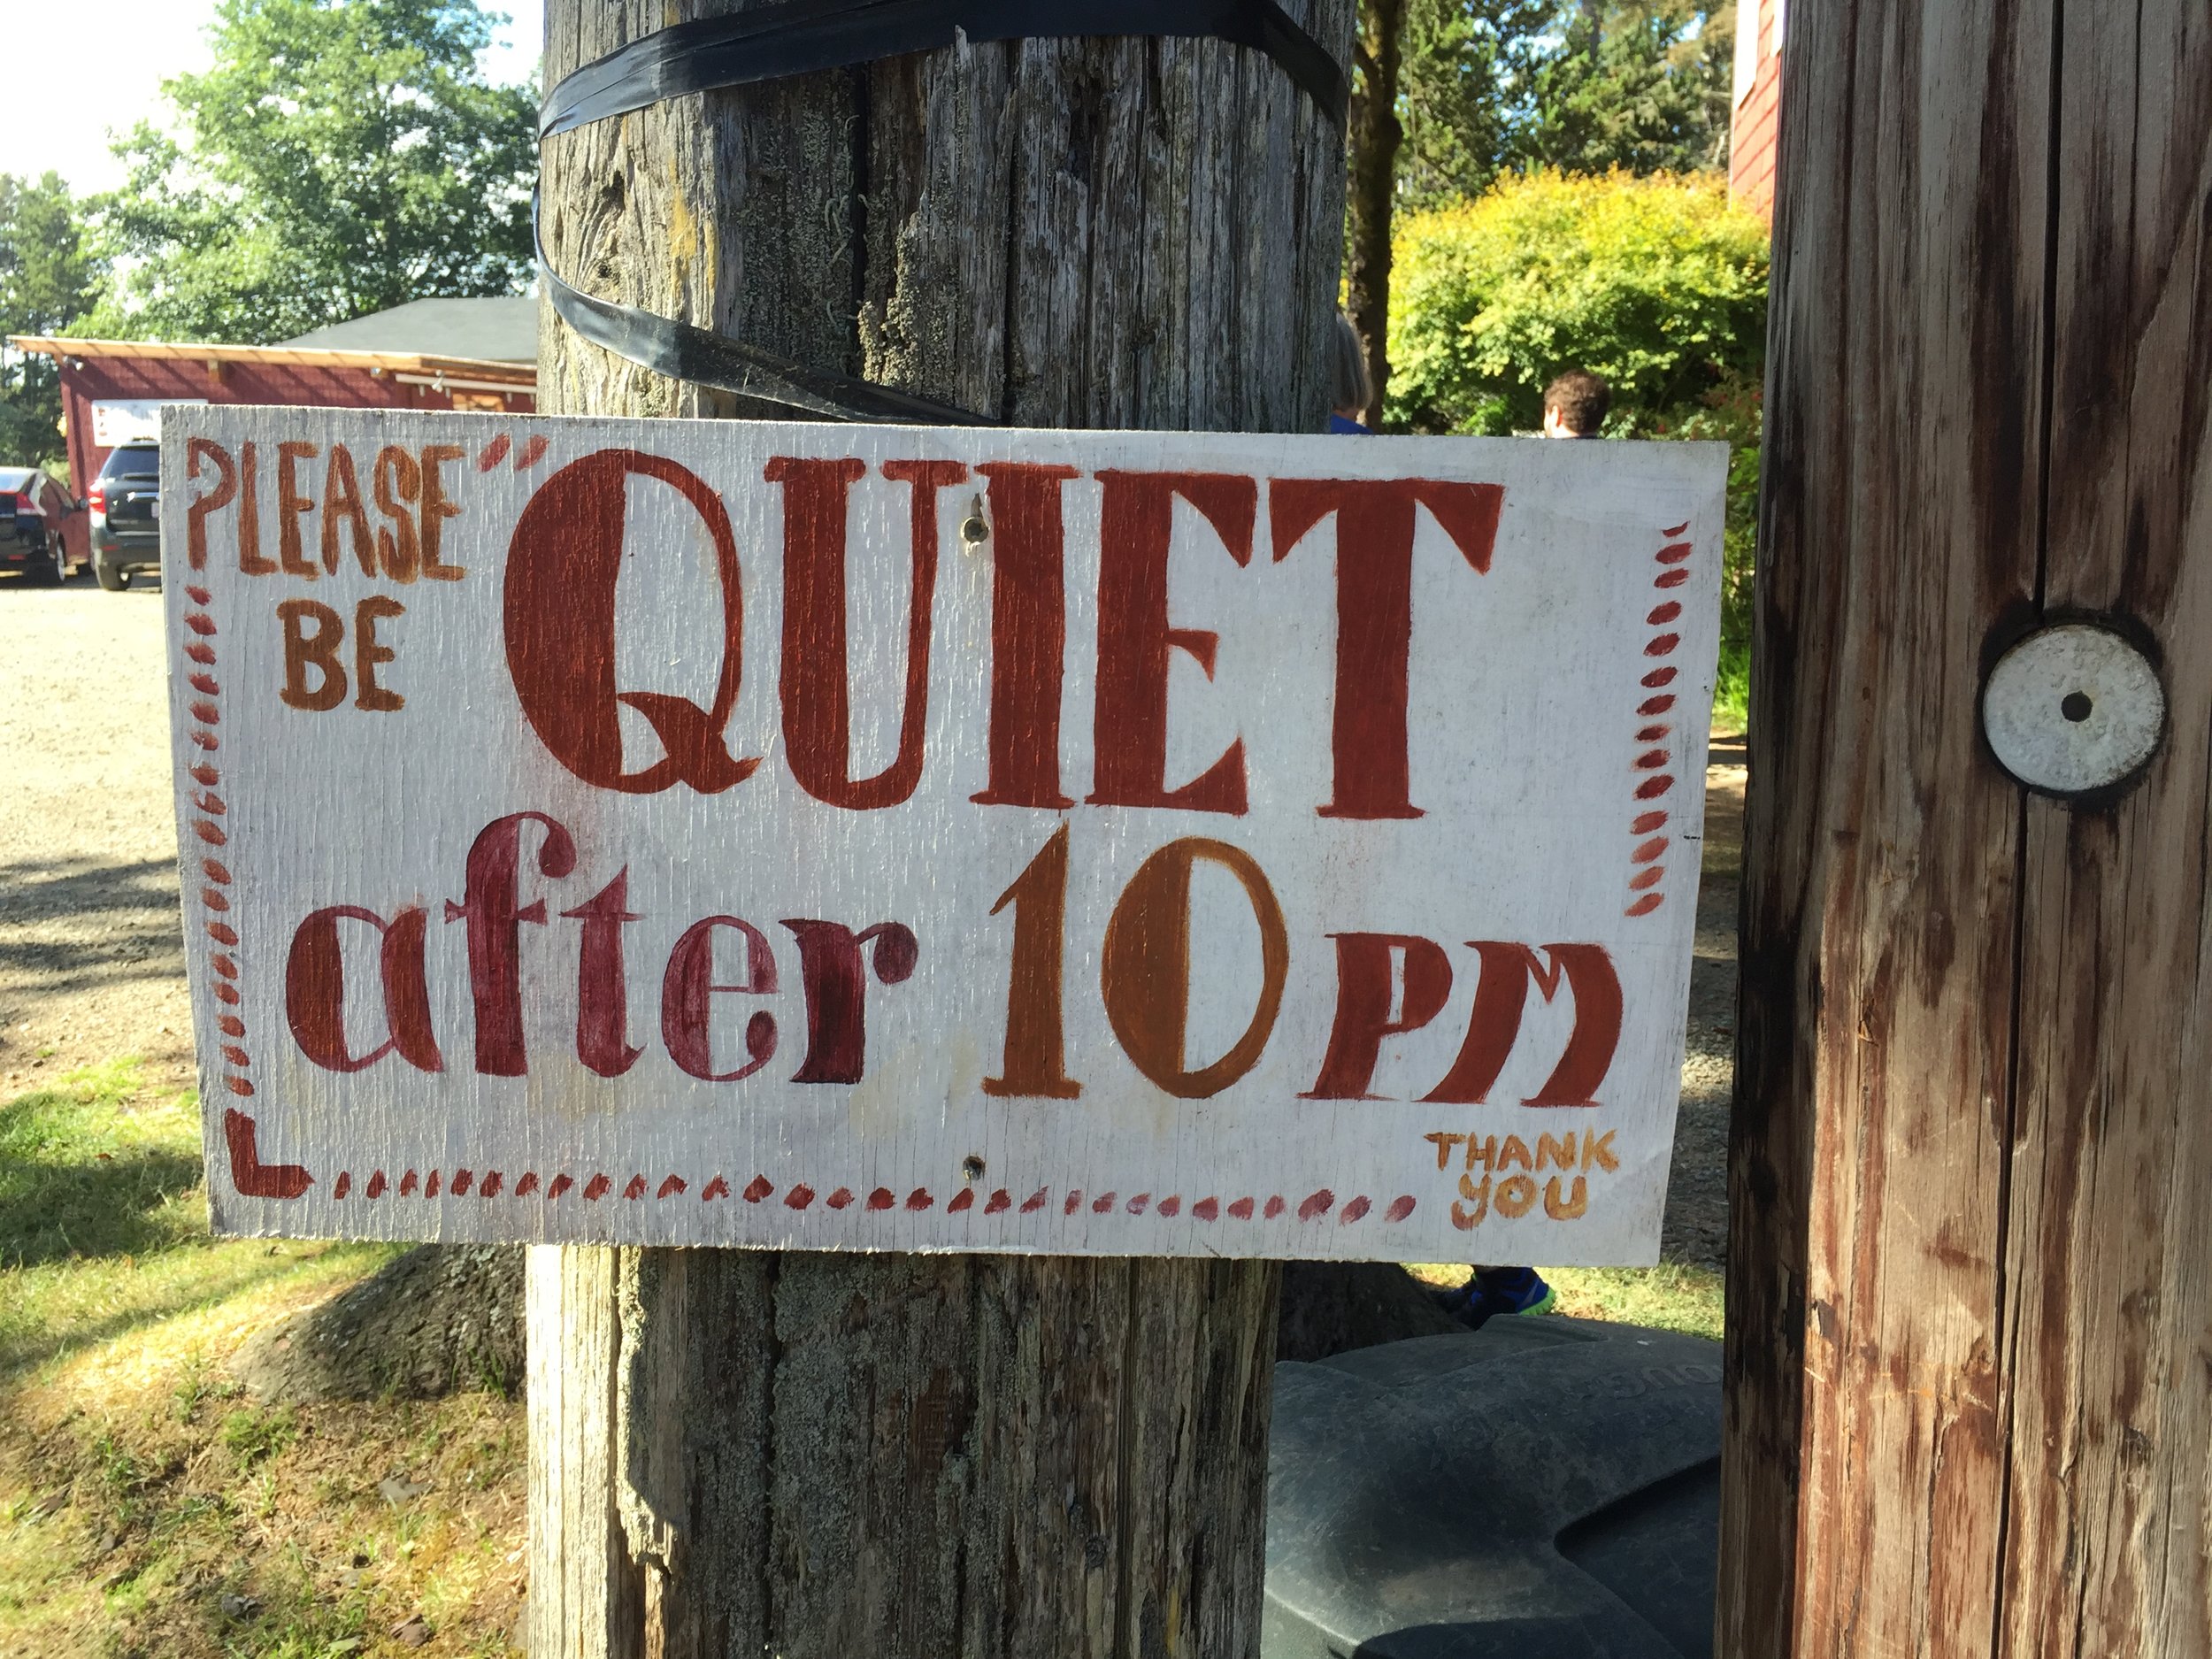 PLEASE
BE
QUIET
after 10 PM
THANK
YOU